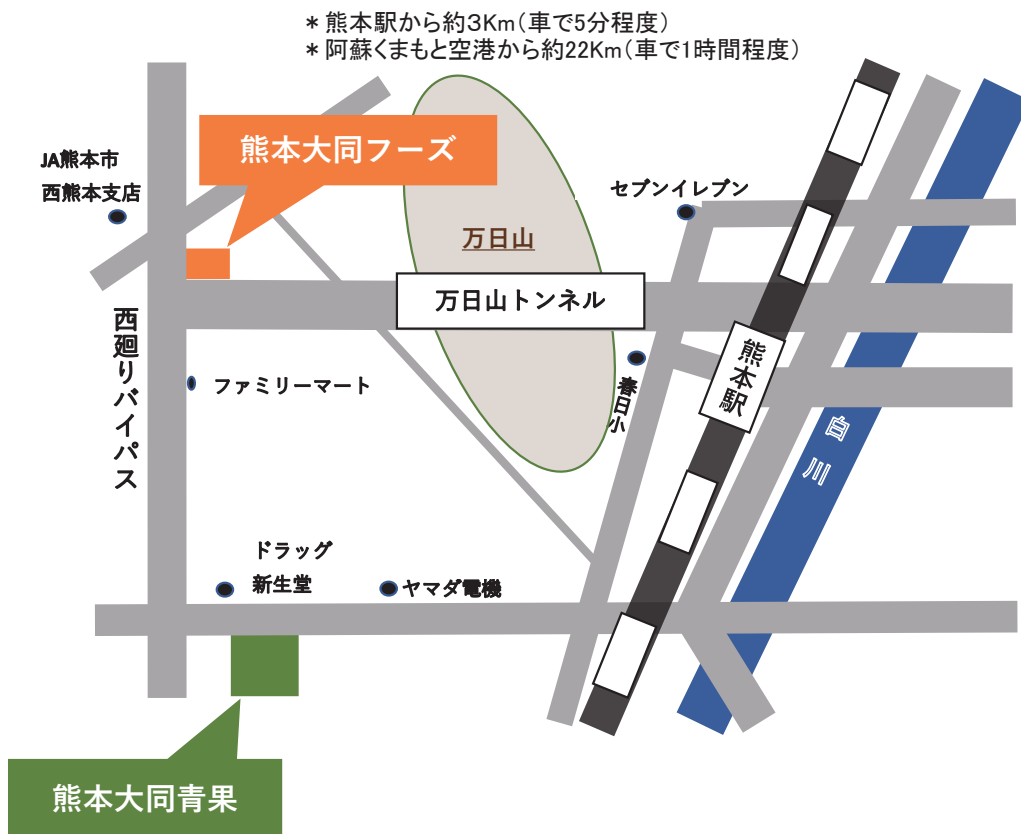 ＊熊本駅から約3Km（車で5分程度）
＊阿蘇くまもと空港から約22Km（車で1時間程度）
熊本大同フーズ
JA熊本市
西熊本支店
セブンイレブン
万日山
万日山トンネル
西廻りバイパス
熊本駅
ファミリーマート
春日小
白川
ドラッグ
新生堂
ヤマダ電機
熊本大同青果